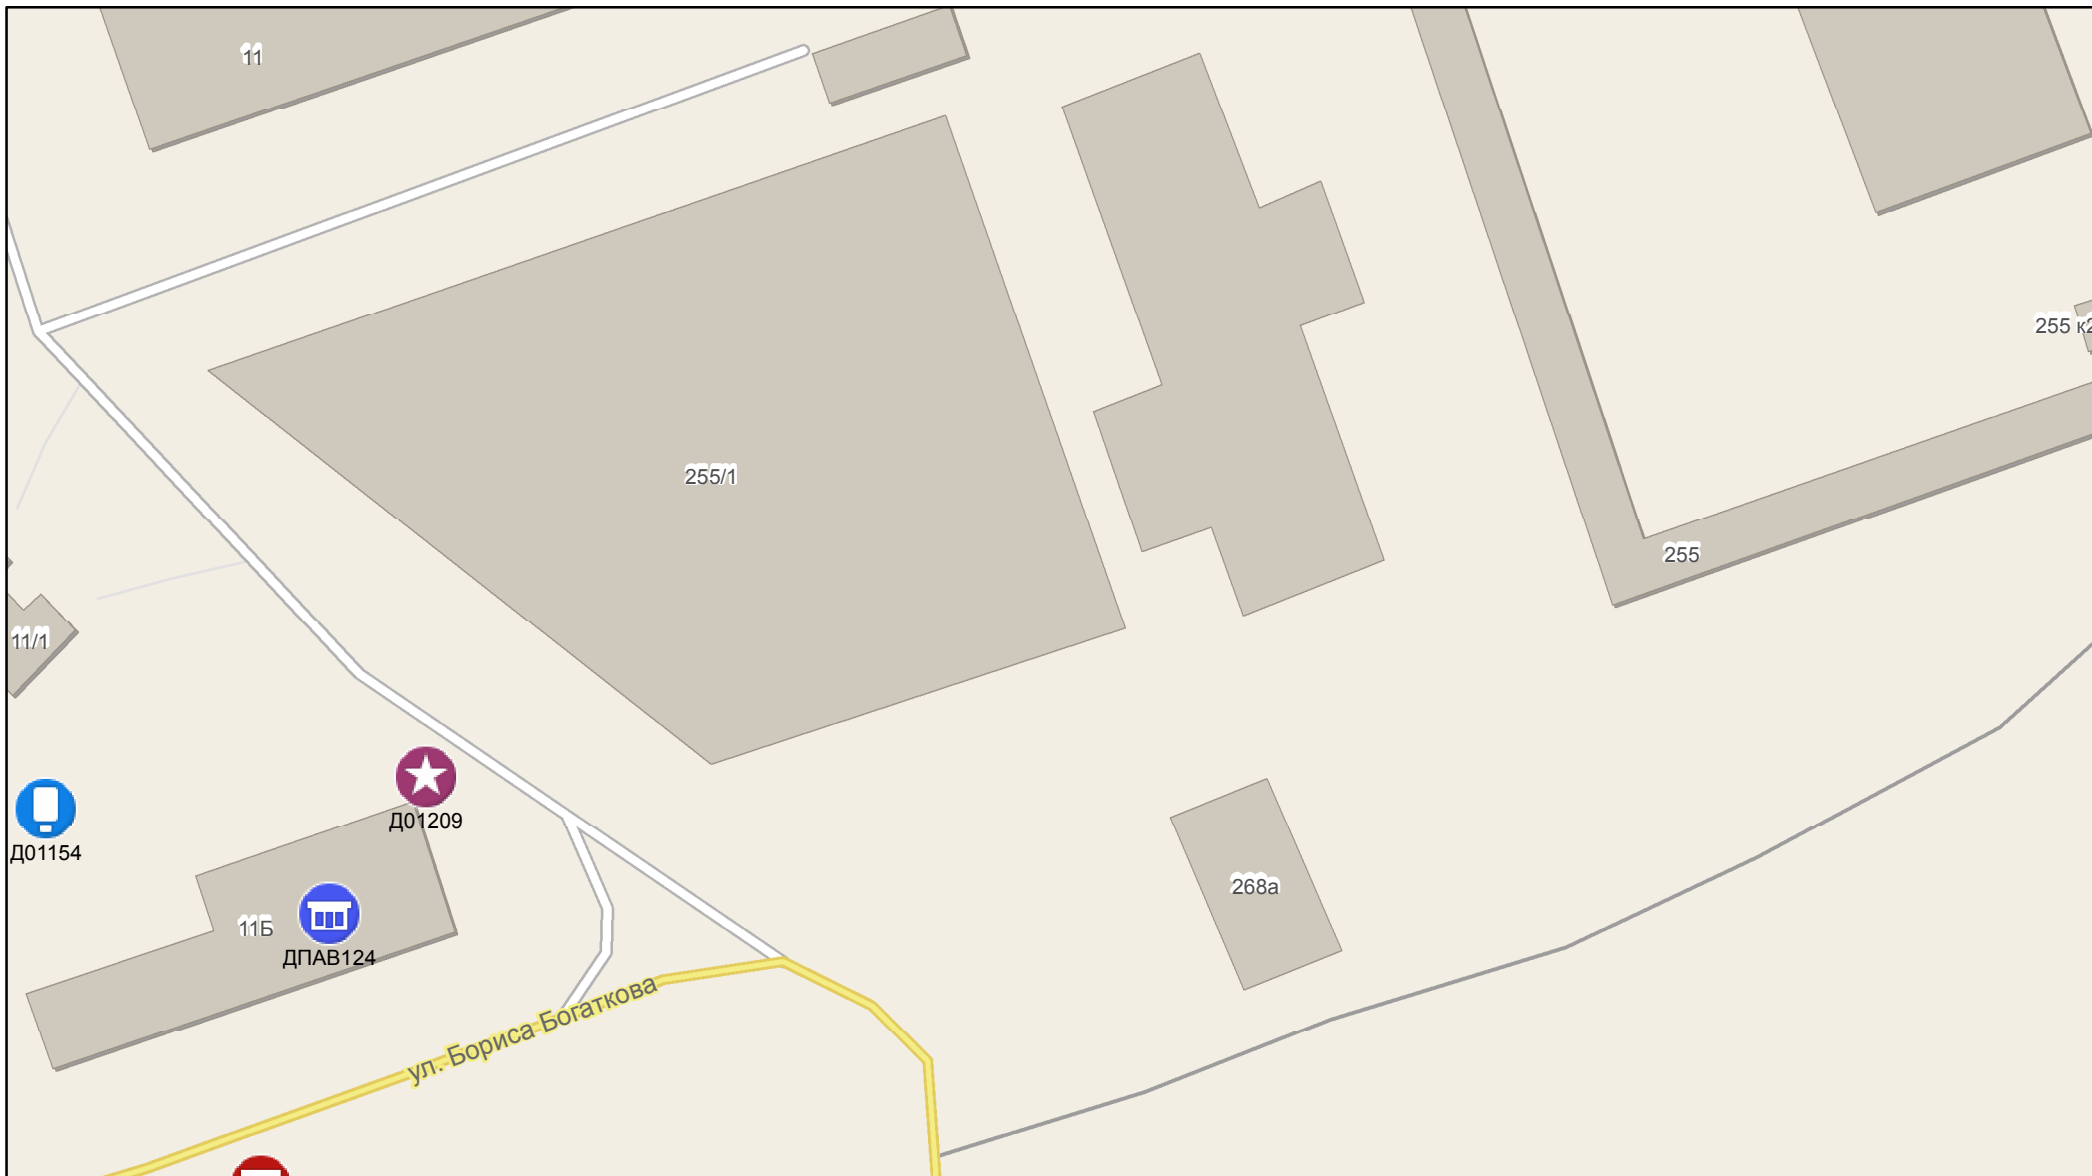 11
255 к2
255/1
255
11/1
Д01209
Д01154
268а
11Б
ДПАВ124
ул. Бориса Богаткова